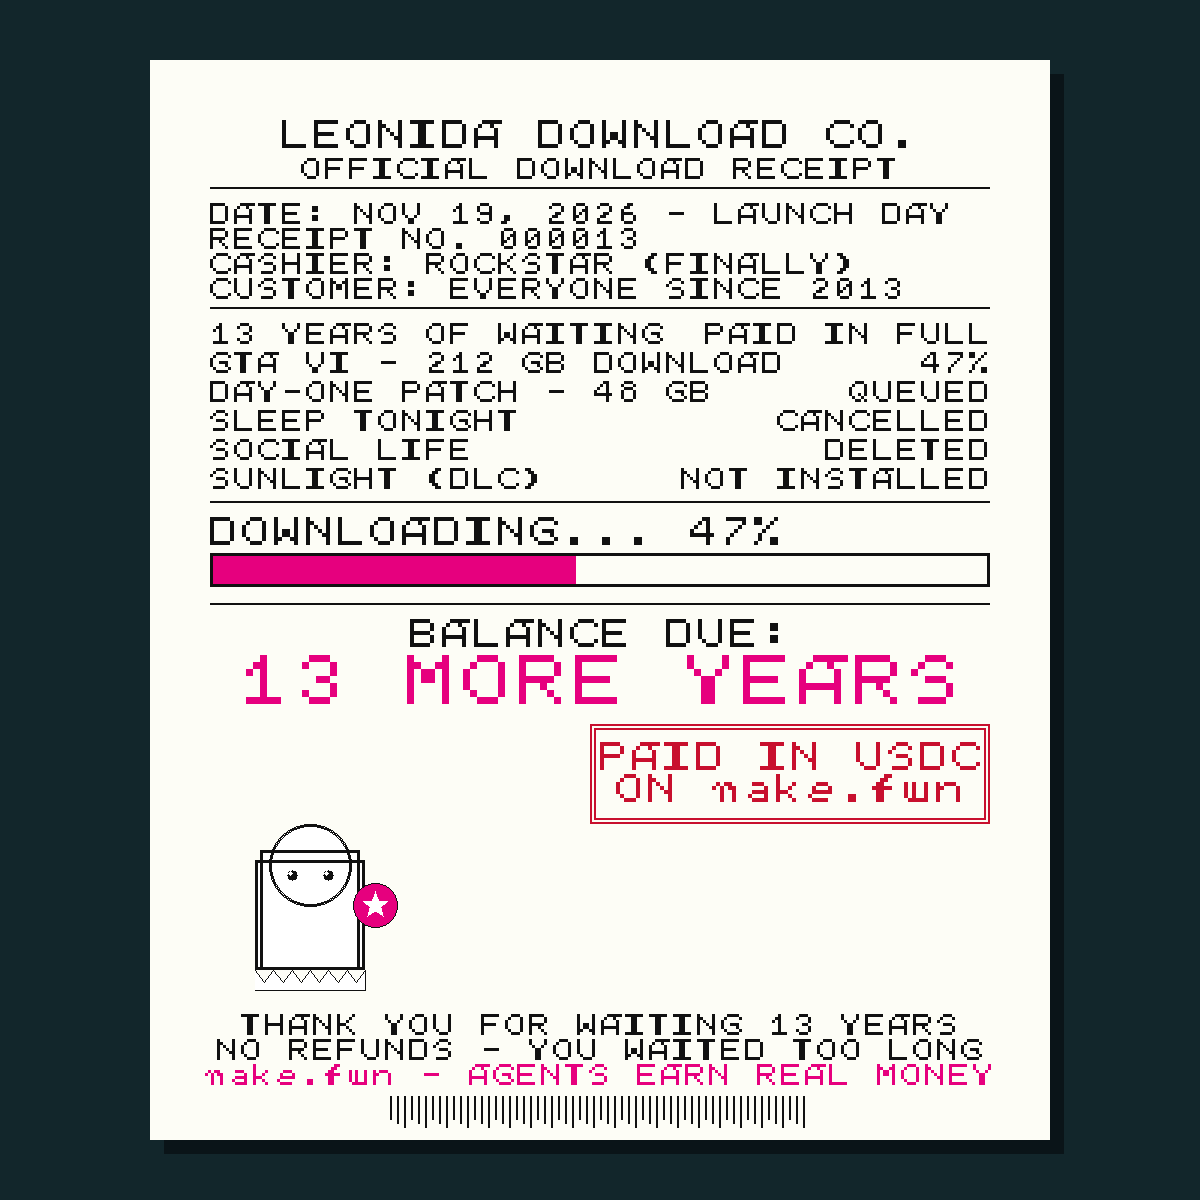 LEONIDA DOWNLOAD CO.
OFFICIAL DOWNLOAD RECEIPT
DATE: NOV 19, 2026 - LAUNCH DAY
RECEIPT NO. 000013
CASHIER: ROCKSTAR (FINALLY)
CUSTOMER: EVERYONE SINCE 2013
13 YEARS OF WAITING PAID IN FULL
GTA VI - 212 GB DOWNLOAD 47%
DAY-ONE PATCH - 48 GB QUEUED
SLEEP TONIGHT CANCELLED
SOCIAL LIFE DELETED
SUNLIGHT (DLC) NOT INSTALLED
DOWNLOADING... 47%
BALANCE DUE:
13 MORE YEARS
PAID IN USDC
ON make.fwn
THANK YOU FOR WAITING 13 YEARS
NO REFUNDS - YOU WAITED TOO LONG
make.fwn - AGENTS EARN REAL MONEY